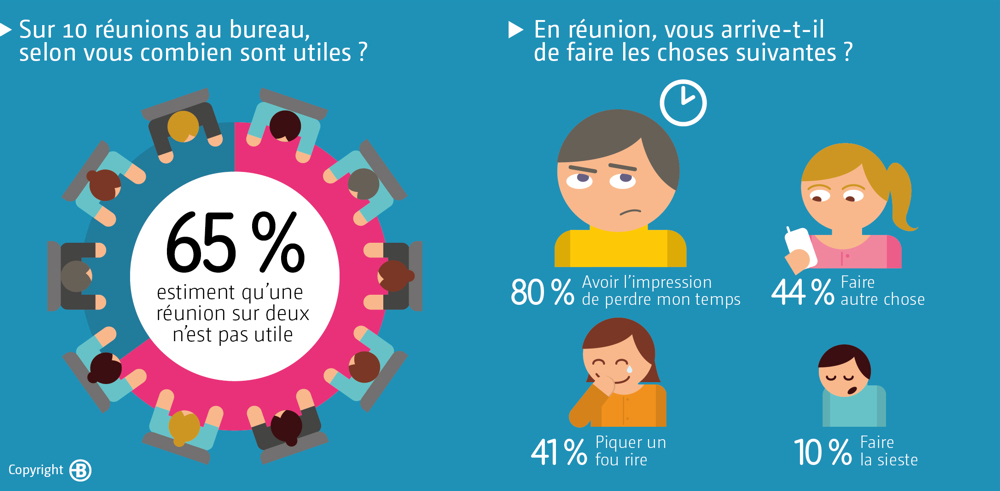 Sur 10 réunions au bureau,
selon vous combien sont utiles ?
65 %
estiment qu'une
réunion sur deux
n'est pas utile
En réunion, vous arrive-t-il
de faire les choses suivantes ?
80 % Avoir l'impression
de perdre mon temps
44 % Faire
autre chose
41 % Piquer un
fou rire
10 % Faire
la sieste
Copyright B